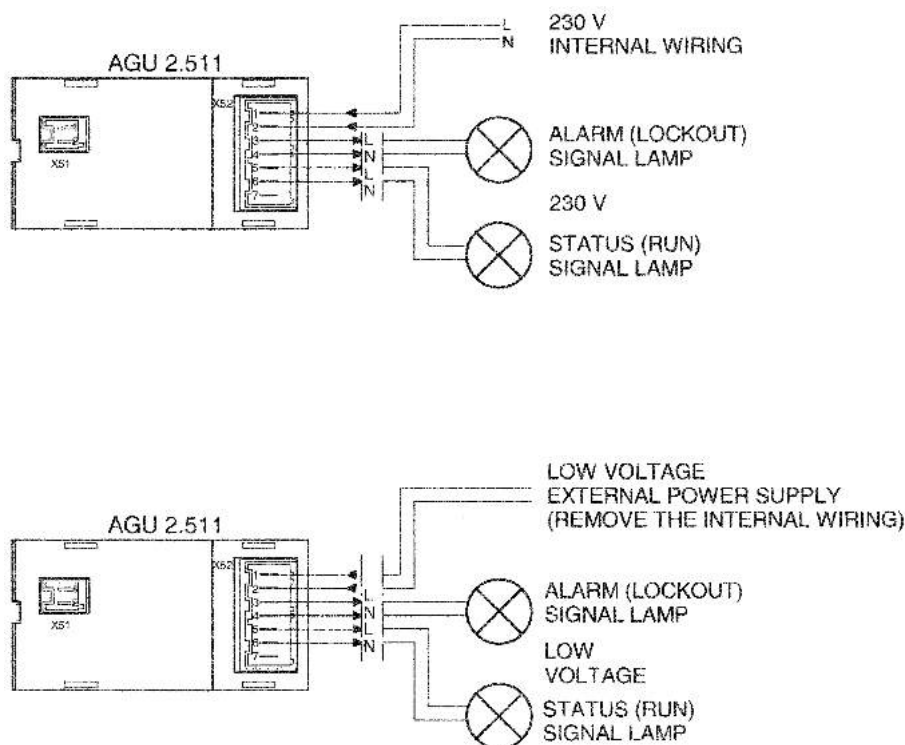 L
230 V
N
INTERNAL WIRING
AGU 2.511
X52
1
2
3
4
5
6
7
X51
L
N
L
N
ALARM (LOCKOUT)
SIGNAL LAMP
230 V
STATUS (RUN)
SIGNAL LAMP
LOW VOLTAGE
EXTERNAL POWER SUPPLY
(REMOVE THE INTERNAL WIRING)
AGU 2.511
X52
1
2
3
4
5
6
7
X51
L
N
L
N
ALARM (LOCKOUT)
SIGNAL LAMP
LOW
VOLTAGE
STATUS (RUN)
SIGNAL LAMP